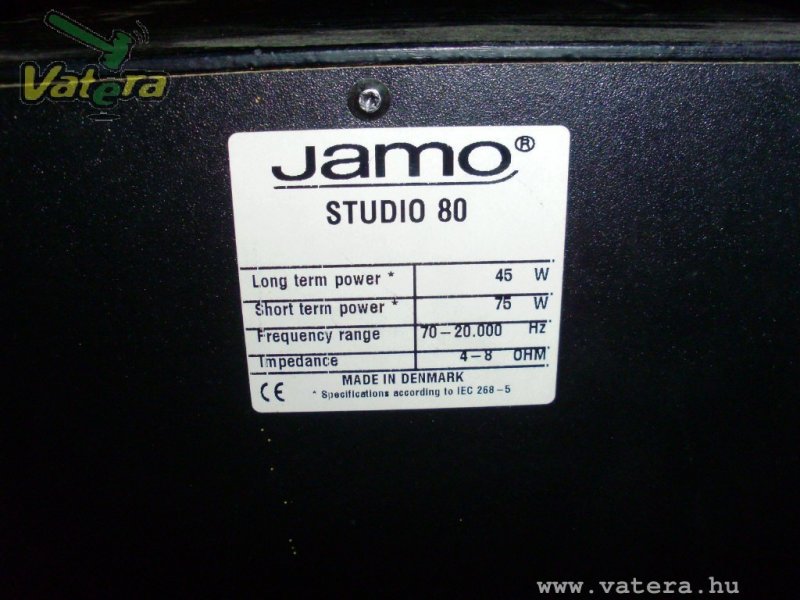 Vatera
Jamo®
STUDIO 80
Long term power * 45 W
Short term power * 75 W
Frequency range 70–20.000 Hz
Impedance 4–8 OHM
CE MADE IN DENMARK
* Specifications according to IEC 268–5
www.vatera.hu